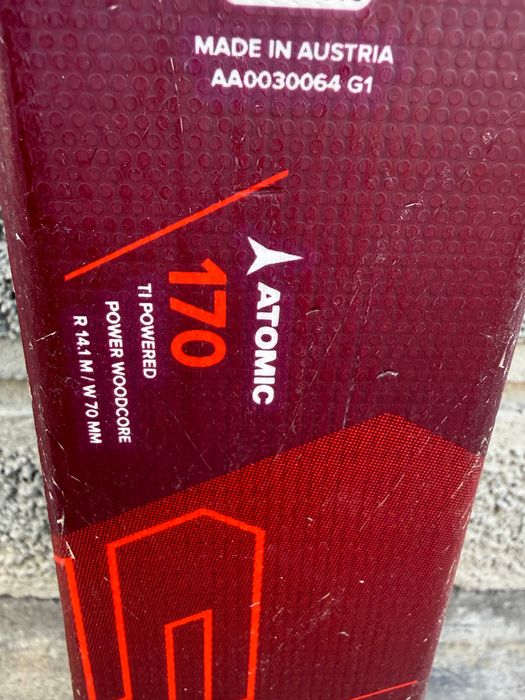 MADE IN AUSTRIA
AA0030064 G1
ATOMIC
170
TI POWERED
POWER WOODCORE
R 14.1 M / W 70 MM